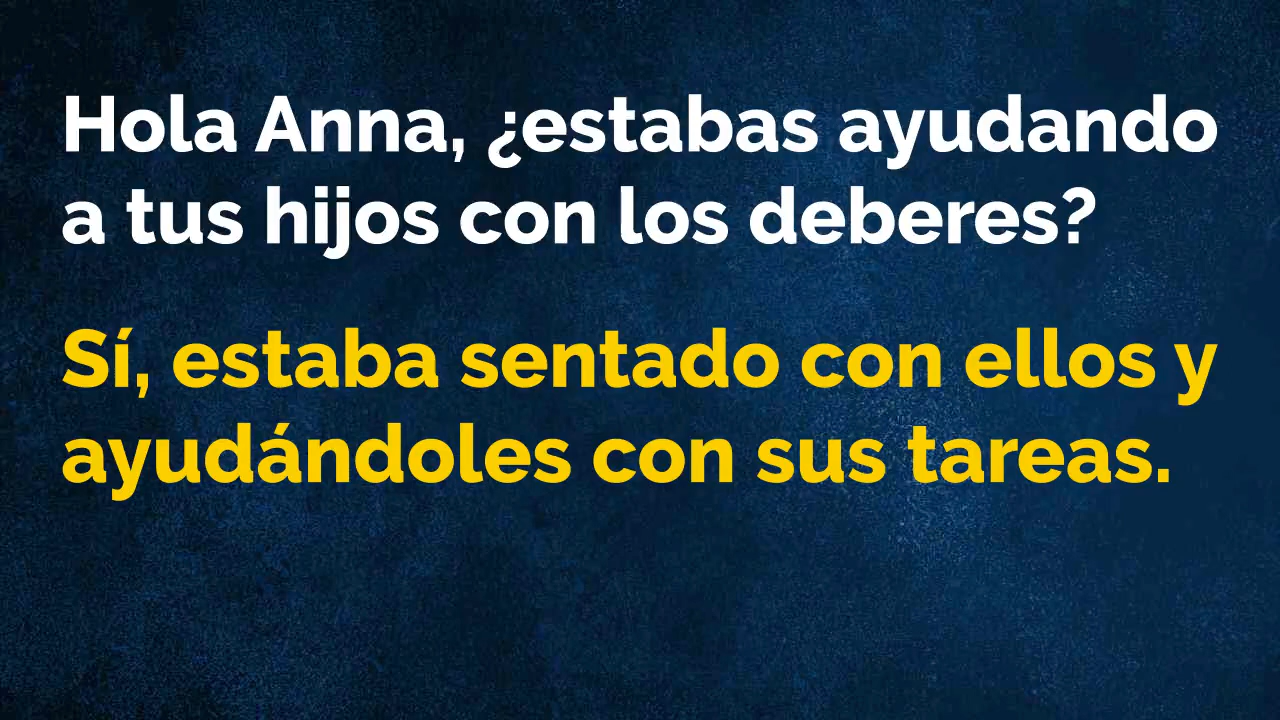 Hola Anna, ¿estabas ayudando
a tus hijos con los deberes?
Sí, estaba sentado con ellos y
ayudándoles con sus tareas.